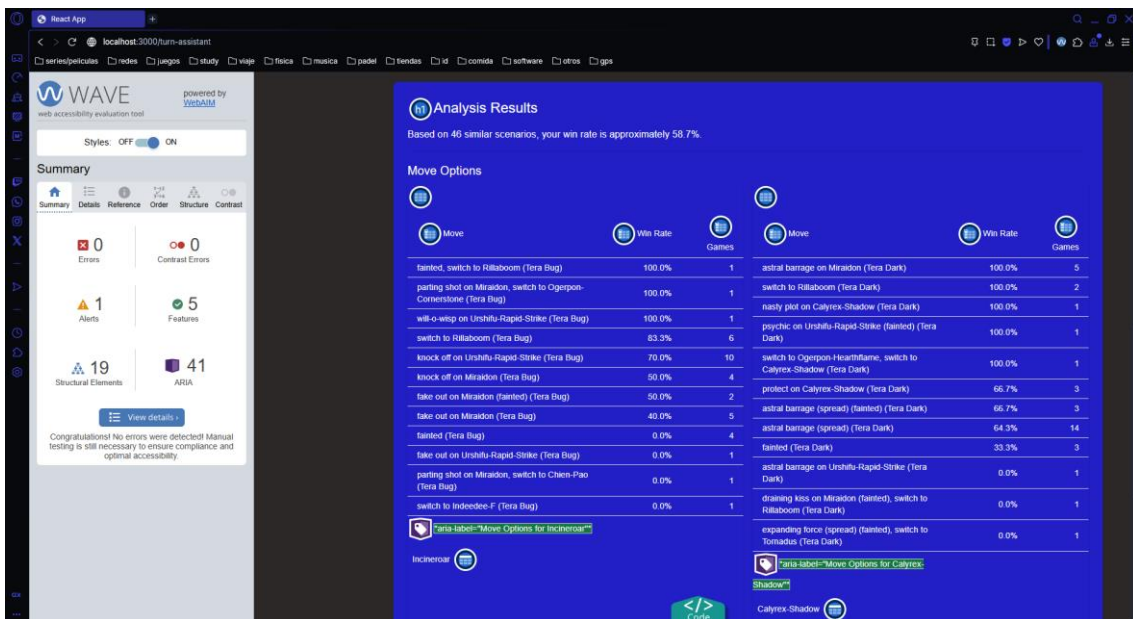 React App
localhost:3000/turn-assistant
series/peliculas redes juegos study viaje fisica musica padel tiendas id comida software otros gps
WAVE
web accessibility evaluation tool
powered by
WebAIM
Styles: OFF ON
Summary
Summary Details Reference Order Structure Contrast
0
Errors
0
Contrast Errors
1
Alerts
5
Features
19
Structural Elements
41
ARIA
View details ›
Congratulations! No errors were detected! Manual
testing is still necessary to ensure compliance and
optimal accessibility.
h1 Analysis Results
Based on 46 similar scenarios, your win rate is approximately 58.7%.
Move Options
Move Win Rate Games
fainted, switch to Rillaboom (Tera Bug) 100.0% 1
parting shot on Miraidon, switch to Ogerpon-
Cornerstone (Tera Bug) 100.0% 1
will-o-wisp on Urshifu-Rapid-Strike (Tera Bug) 100.0% 1
switch to Rillaboom (Tera Bug) 83.3% 6
knock off on Urshifu-Rapid-Strike (Tera Bug) 70.0% 10
knock off on Miraidon (Tera Bug) 50.0% 4
fake out on Miraidon (fainted) (Tera Bug) 50.0% 2
fake out on Miraidon (Tera Bug) 40.0% 5
fainted (Tera Bug) 0.0% 4
fake out on Urshifu-Rapid-Strike (Tera Bug) 0.0% 1
parting shot on Miraidon, switch to Chien-Pao
(Tera Bug) 0.0% 1
switch to Indeedee-F (Tera Bug) 0.0% 1
*aria-label="Move Options for Incineroar"*
Incineroar
Move Win Rate Games
astral barrage on Miraidon (Tera Dark) 100.0% 5
switch to Rillaboom (Tera Dark) 100.0% 2
nasty plot on Calyrex-Shadow (Tera Dark) 100.0% 1
psychic on Urshifu-Rapid-Strike (fainted) (Tera
Dark) 100.0% 1
switch to Ogerpon-Hearthflame, switch to
Calyrex-Shadow (Tera Dark) 100.0% 1
protect on Calyrex-Shadow (Tera Dark) 66.7% 3
astral barrage (spread) (fainted) (Tera Dark) 66.7% 3
astral barrage (spread) (Tera Dark) 64.3% 14
fainted (Tera Dark) 33.3% 3
astral barrage on Urshifu-Rapid-Strike (Tera
Dark) 0.0% 1
draining kiss on Miraidon (fainted), switch to
Rillaboom (Tera Dark) 0.0% 1
expanding force (spread) (fainted), switch to
Tornadus (Tera Dark) 0.0% 1
*aria-label="Move Options for Calyrex-
Shadow"*
Calyrex-Shadow
</>
Code